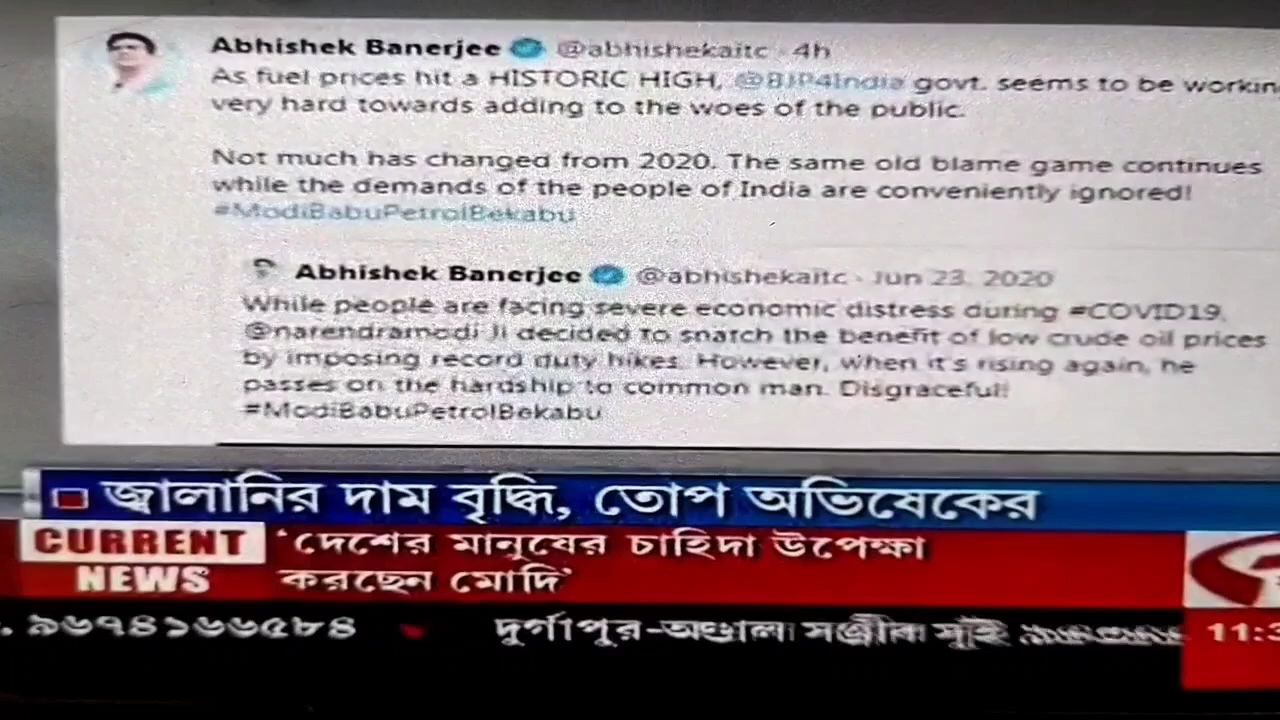 Abhishek Banerjee @abhishekaitc · 4h
As fuel prices hit a HISTORIC HIGH, @BJP4India govt. seems to be workin
very hard towards adding to the woes of the public.
Not much has changed from 2020. The same old blame game continues
while the demands of the people of India are conveniently ignored!
#ModiBabuPetrolBekabu
Abhishek Banerjee @abhishekaitc · Jun 23, 2020
While people are facing severe economic distress during #COVID19,
@narendramodi Ji decided to snatch the benefit of low crude oil prices
by imposing record duty hikes. However, when it's rising again, he
passes on the hardship to common man. Disgraceful!
#ModiBabuPetrolBekabu
জ্বালানির দাম বৃদ্ধি, তোপ অভিষেকের
CURRENT NEWS
‘দেশের মানুষের চাহিদা উপেক্ষা
করছেন মোদি’
৯৬৭৪১৬৬৫৮৪ দুর্গাপুর-অণ্ডাল 11:3